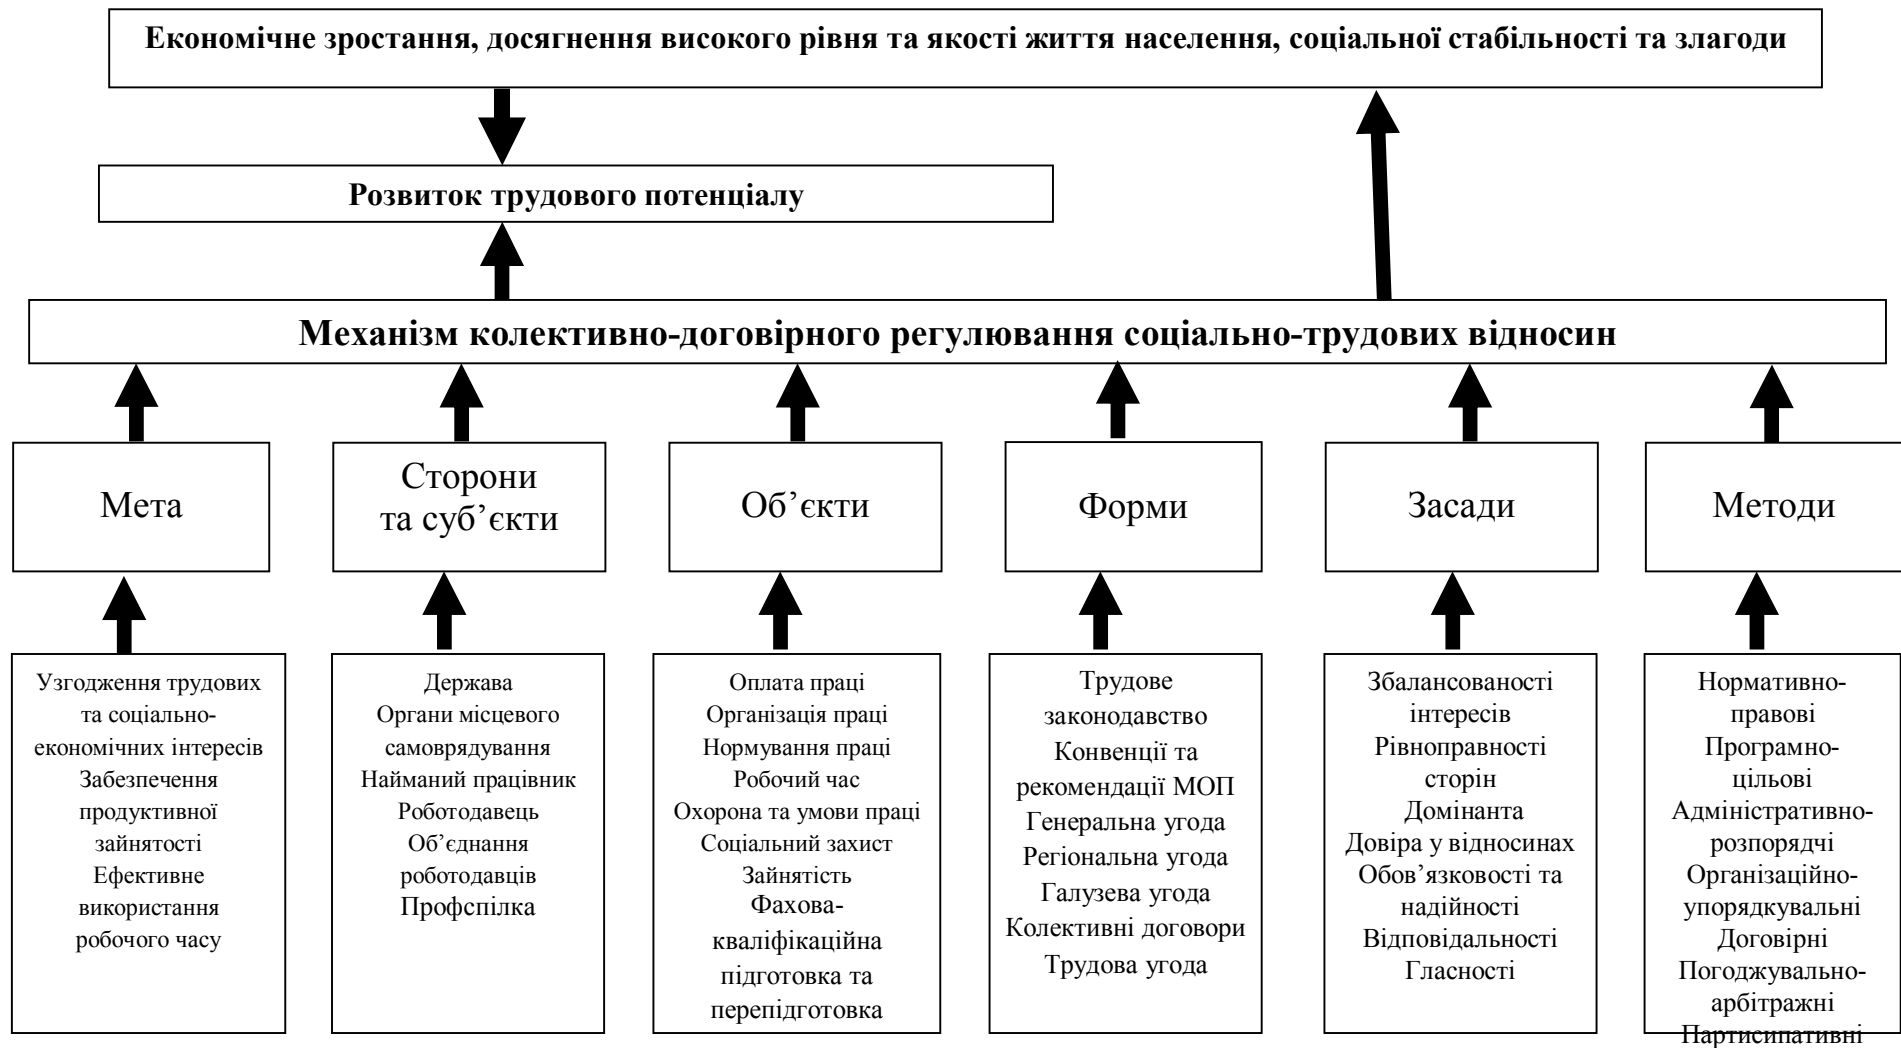 Економічне зростання, досягнення високого рівня та якості життя населення, соціальної стабільності та злагоди
Розвиток трудового потенціалу
Механізм колективно-договірного регулювання соціально-трудових відносин
Мета
Сторони
та суб’єкти
Об’єкти
Форми
Засади
Методи
Узгодження трудових
та соціально-
економічних інтересів
Забезпечення
продуктивної
зайнятості
Ефективне
використання
робочого часу
Держава
Органи місцевого
самоврядування
Найманий працівник
Роботодавець
Об’єднання
роботодавців
Профспілка
Оплата праці
Організація праці
Нормування праці
Робочий час
Охорона та умови праці
Соціальний захист
Зайнятість
Фахова-
кваліфікаційна
підготовка та
перепідготовка
Трудове
законодавство
Конвенції та
рекомендації МОП
Генеральна угода
Регіональна угода
Галузева угода
Колективні договори
Трудова угода
Збалансованості
інтересів
Рівноправності
сторін
Домінанта
Довіра у відносинах
Обов’язковості та
надійності
Відповідальності
Гласності
Нормативно-
правові
Програмно-
цільові
Адміністративно-
розпорядчі
Організаційно-
упорядкувальні
Договірні
Погоджувально-
арбітражні
Партисипативні